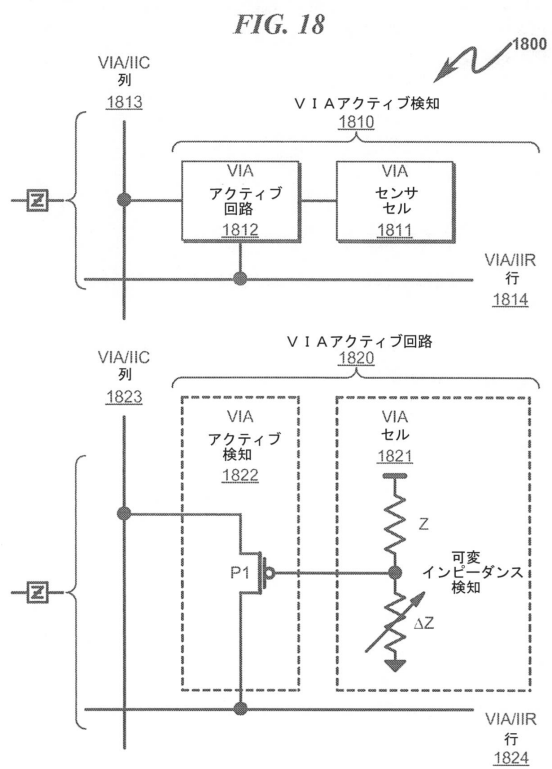 FIG. 18
1800
VIA/IIC
列
1813
VIAアクティブ検知
1810
Z
VIA
アクティブ
回路
1812
VIA
センサ
セル
1811
VIA/IIR
行
1814
VIAアクティブ回路
1820
VIA/IIC
列
1823
VIA
アクティブ
検知
1822
VIA
セル
1821
Z
Z
P1
可変
インピーダンス
検知
ΔZ
VIA/IIR
行
1824